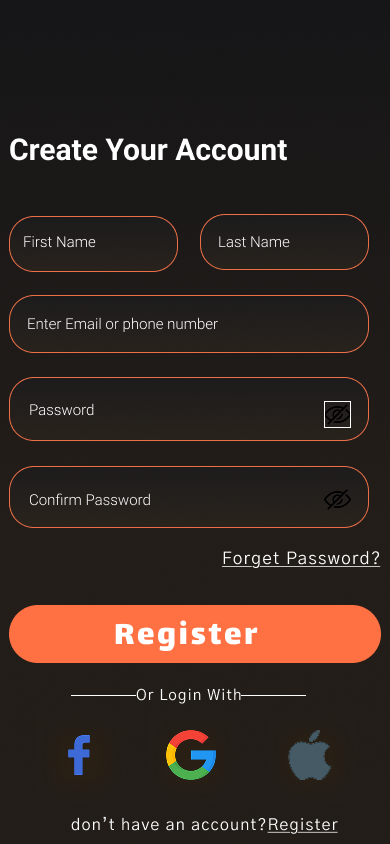 Create Your Account
First Name
Last Name
Enter Email or phone number
Password
Confirm Password
Forget Password?
Register
Or Login With
don’t have an account?Register